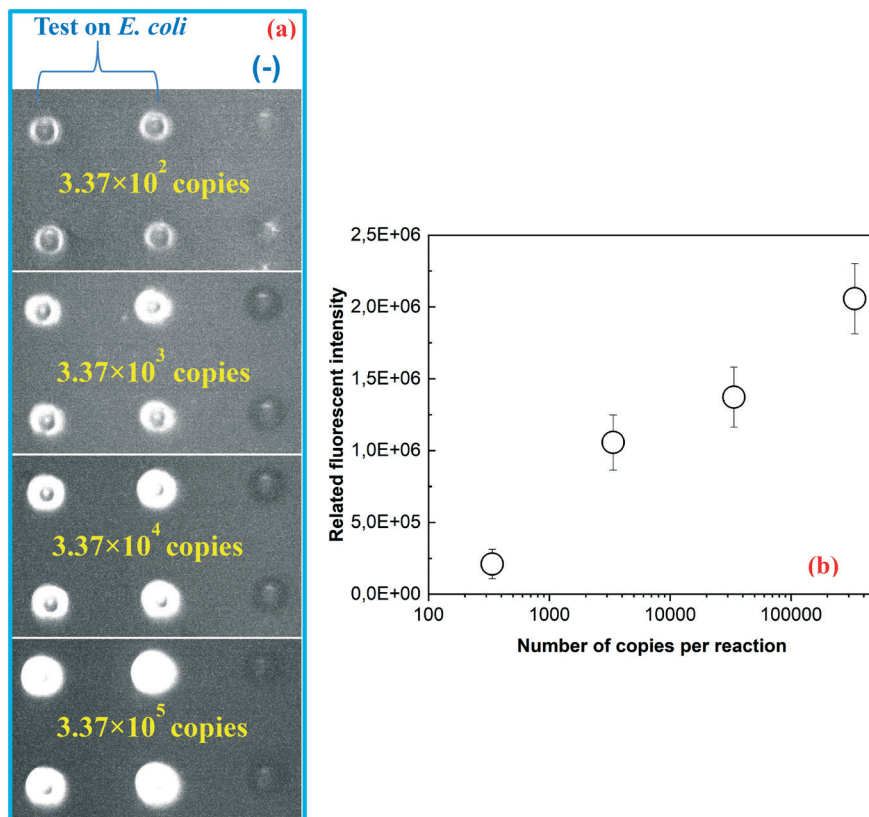 Test on E. coli
(a)
(-)
3.37×10² copies
3.37×10³ copies
3.37×10⁴ copies
3.37×10⁵ copies
Related fluorescent intensity
2,5E+06
2,0E+06
1,5E+06
1,0E+06
5,0E+05
0,0E+00
100
1000
10000
100000
(b)
Number of copies per reaction